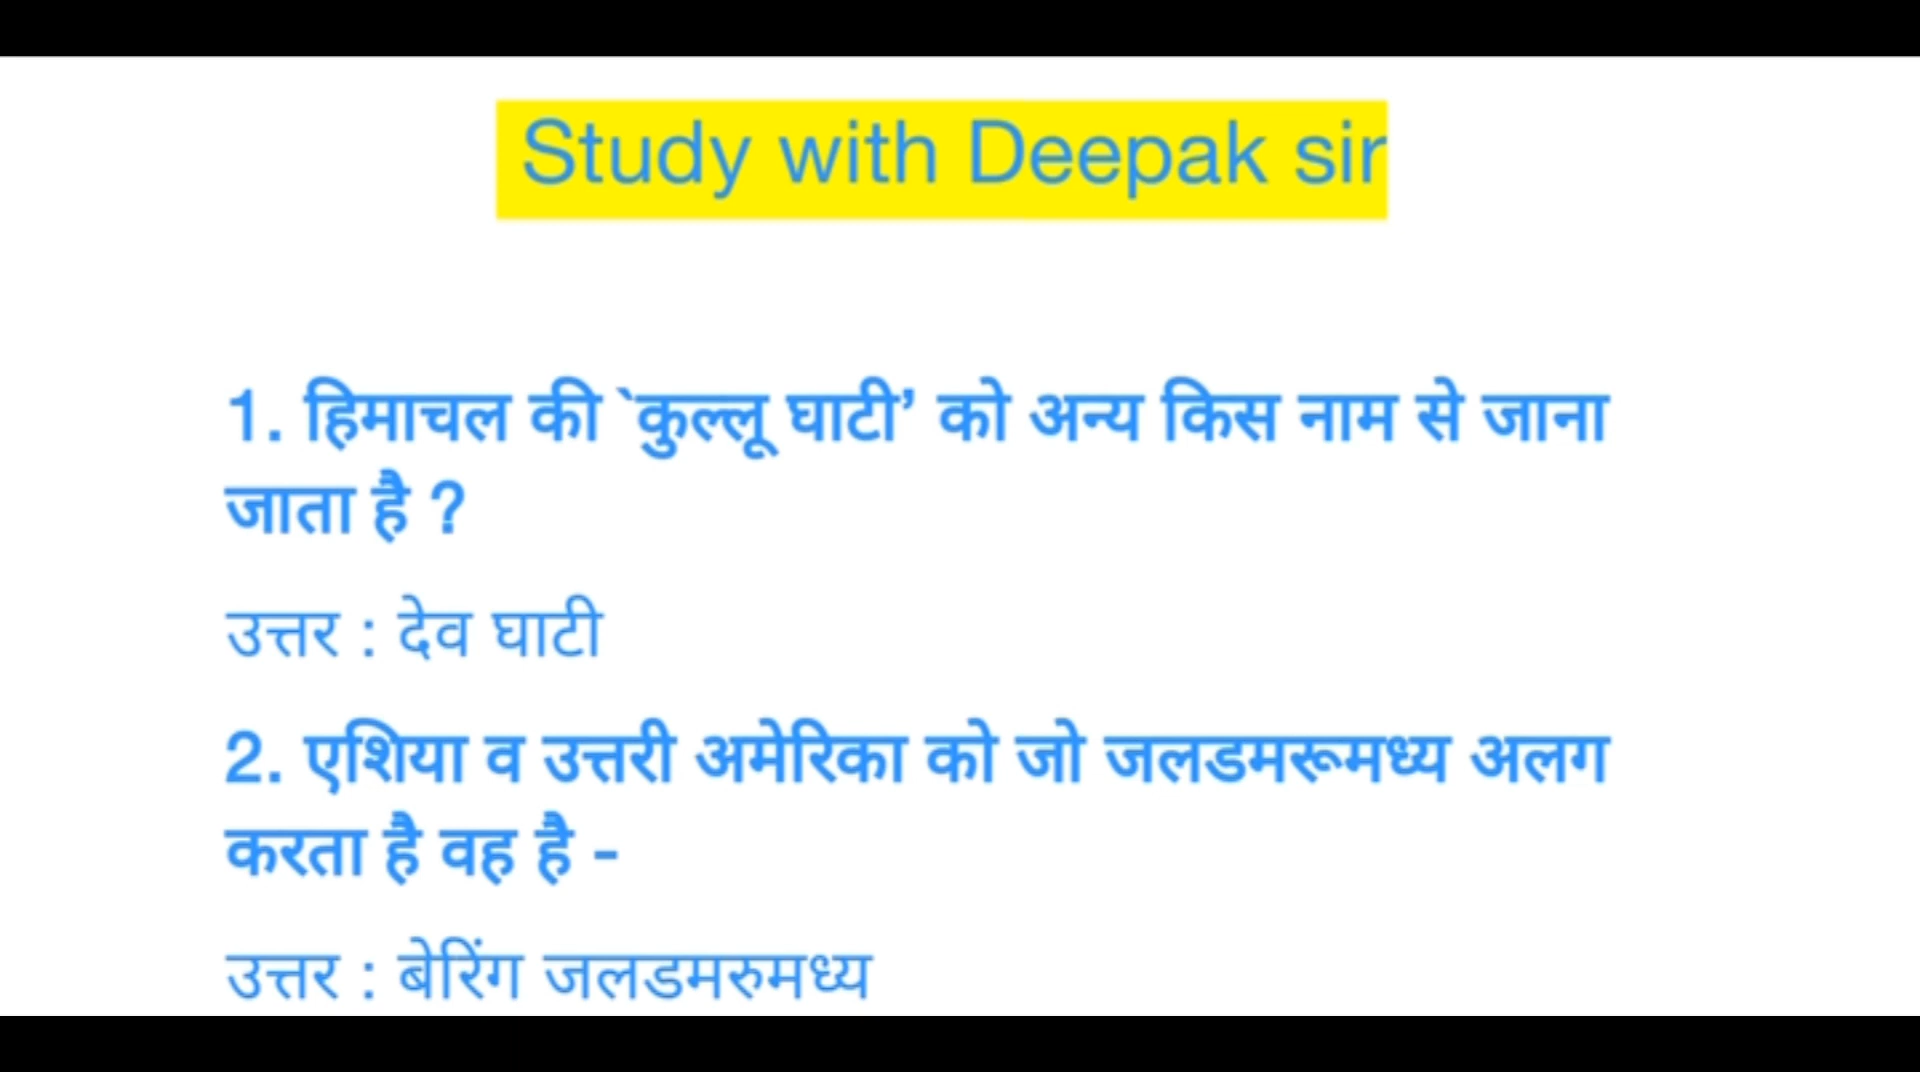 Study with Deepak sir
1. हिमाचल की `कुल्लू घाटी’ को अन्य किस नाम से जाना
जाता है ?
उत्तर : देव घाटी
2. एशिया व उत्तरी अमेरिका को जो जलडमरूमध्य अलग
करता है वह है -
उत्तर : बेरिंग जलडमरुमध्य